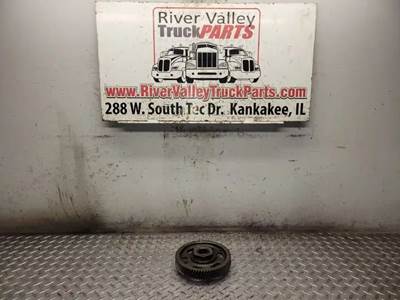 River Valley
TruckPARTS
www.RiverValleyTruckParts.com
288 W. South Tec Dr. Kankakee, IL